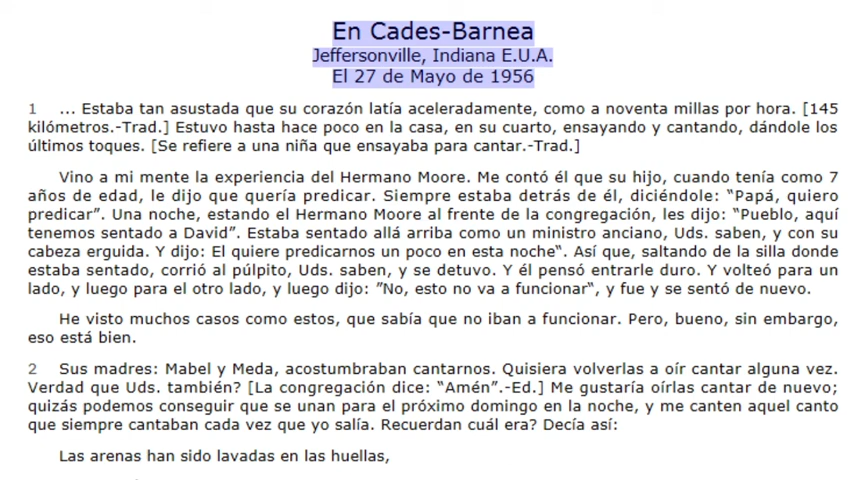 En Cades-Barnea
Jeffersonville, Indiana E.U.A.
El 27 de Mayo de 1956
1 ... Estaba tan asustada que su corazón latía aceleradamente, como a noventa millas por hora. [145
kilómetros.-Trad.] Estuvo hasta hace poco en la casa, en su cuarto, ensayando y cantando, dándole los
últimos toques. [Se refiere a una niña que ensayaba para cantar.-Trad.]
Vino a mi mente la experiencia del Hermano Moore. Me contó él que su hijo, cuando tenía como 7
años de edad, le dijo que quería predicar. Siempre estaba detrás de él, diciéndole: “Papá, quiero
predicar”. Una noche, estando el Hermano Moore al frente de la congregación, les dijo: “Pueblo, aquí
tenemos sentado a David”. Estaba sentado allá arriba como un ministro anciano, Uds. saben, y con su
cabeza erguida. Y dijo: El quiere predicarnos un poco en esta noche“. Así que, saltando de la silla donde
estaba sentado, corrió al púlpito, Uds. saben, y se detuvo. Y él pensó entrarle duro. Y volteó para un
lado, y luego para el otro lado, y luego dijo: ”No, esto no va a funcionar“, y fue y se sentó de nuevo.
He visto muchos casos como estos, que sabía que no iban a funcionar. Pero, bueno, sin embargo,
eso está bien.
2 Sus madres: Mabel y Meda, acostumbraban cantarnos. Quisiera volverlas a oír cantar alguna vez.
Verdad que Uds. también? [La congregación dice: “Amén”.-Ed.] Me gustaría oírlas cantar de nuevo;
quizás podemos conseguir que se unan para el próximo domingo en la noche, y me canten aquel canto
que siempre cantaban cada vez que yo salía. Recuerdan cuál era? Decía así:
Las arenas han sido lavadas en las huellas,